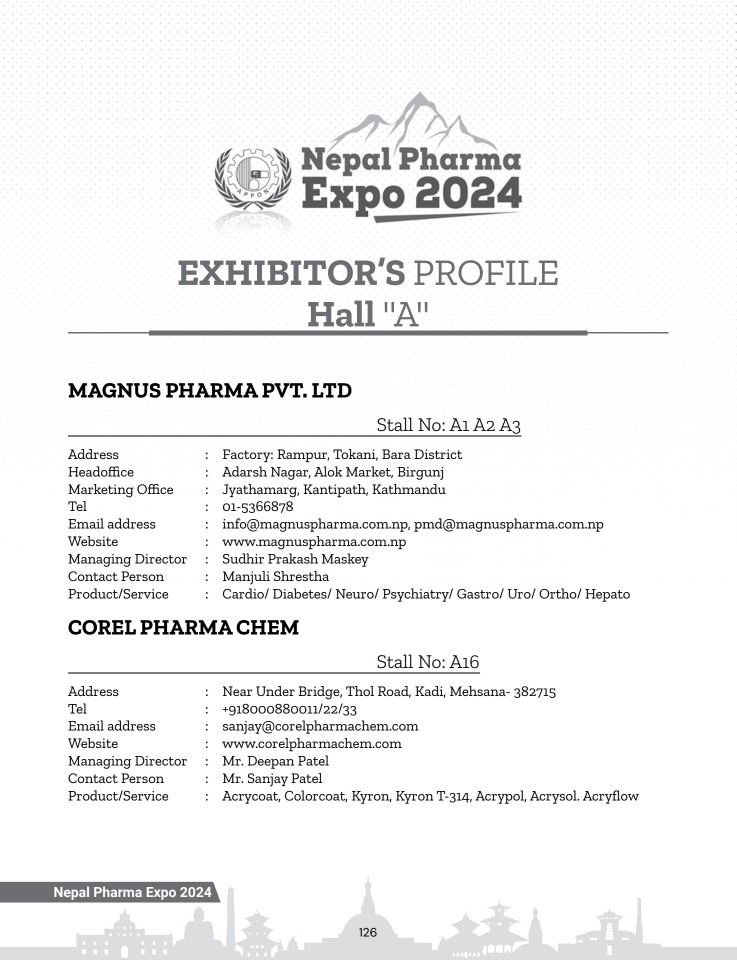 APPON
Nepal Pharma
Expo 2024
EXHIBITOR'S PROFILE
Hall "A"
MAGNUS PHARMA PVT. LTD
Stall No: A1 A2 A3
Address : Factory: Rampur, Tokani, Bara District
Headoffice : Adarsh Nagar, Alok Market, Birgunj
Marketing Office : Jyathamarg, Kantipath, Kathmandu
Tel : 01-5366878
Email address : info@magnuspharma.com.np, pmd@magnuspharma.com.np
Website : www.magnuspharma.com.np
Managing Director : Sudhir Prakash Maskey
Contact Person : Manjuli Shrestha
Product/Service : Cardio/ Diabetes/ Neuro/ Psychiatry/ Gastro/ Uro/ Ortho/ Hepato
COREL PHARMA CHEM
Stall No: A16
Address : Near Under Bridge, Thol Road, Kadi, Mehsana- 382715
Tel : +918000880011/22/33
Email address : sanjay@corelpharmachem.com
Website : www.corelpharmachem.com
Managing Director : Mr. Deepan Patel
Contact Person : Mr. Sanjay Patel
Product/Service : Acrycoat, Colorcoat, Kyron, Kyron T-314, Acrypol, Acrysol. Acryflow
Nepal Pharma Expo 2024
126